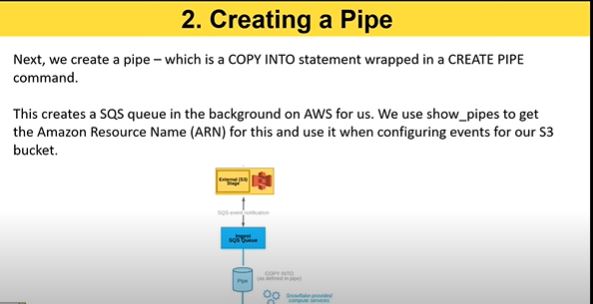 2. Creating a Pipe
Next, we create a pipe – which is a COPY INTO statement wrapped in a CREATE PIPE
command.
This creates a SQS queue in the background on AWS for us. We use show_pipes to get
the Amazon Resource Name (ARN) for this and use it when configuring events for our S3
bucket.
External (S3)
Stage
SQS event notification
Ingest
SQS Queue
Pipe
COPY INTO
(as defined in pipe)
Snowflake-provided
compute services